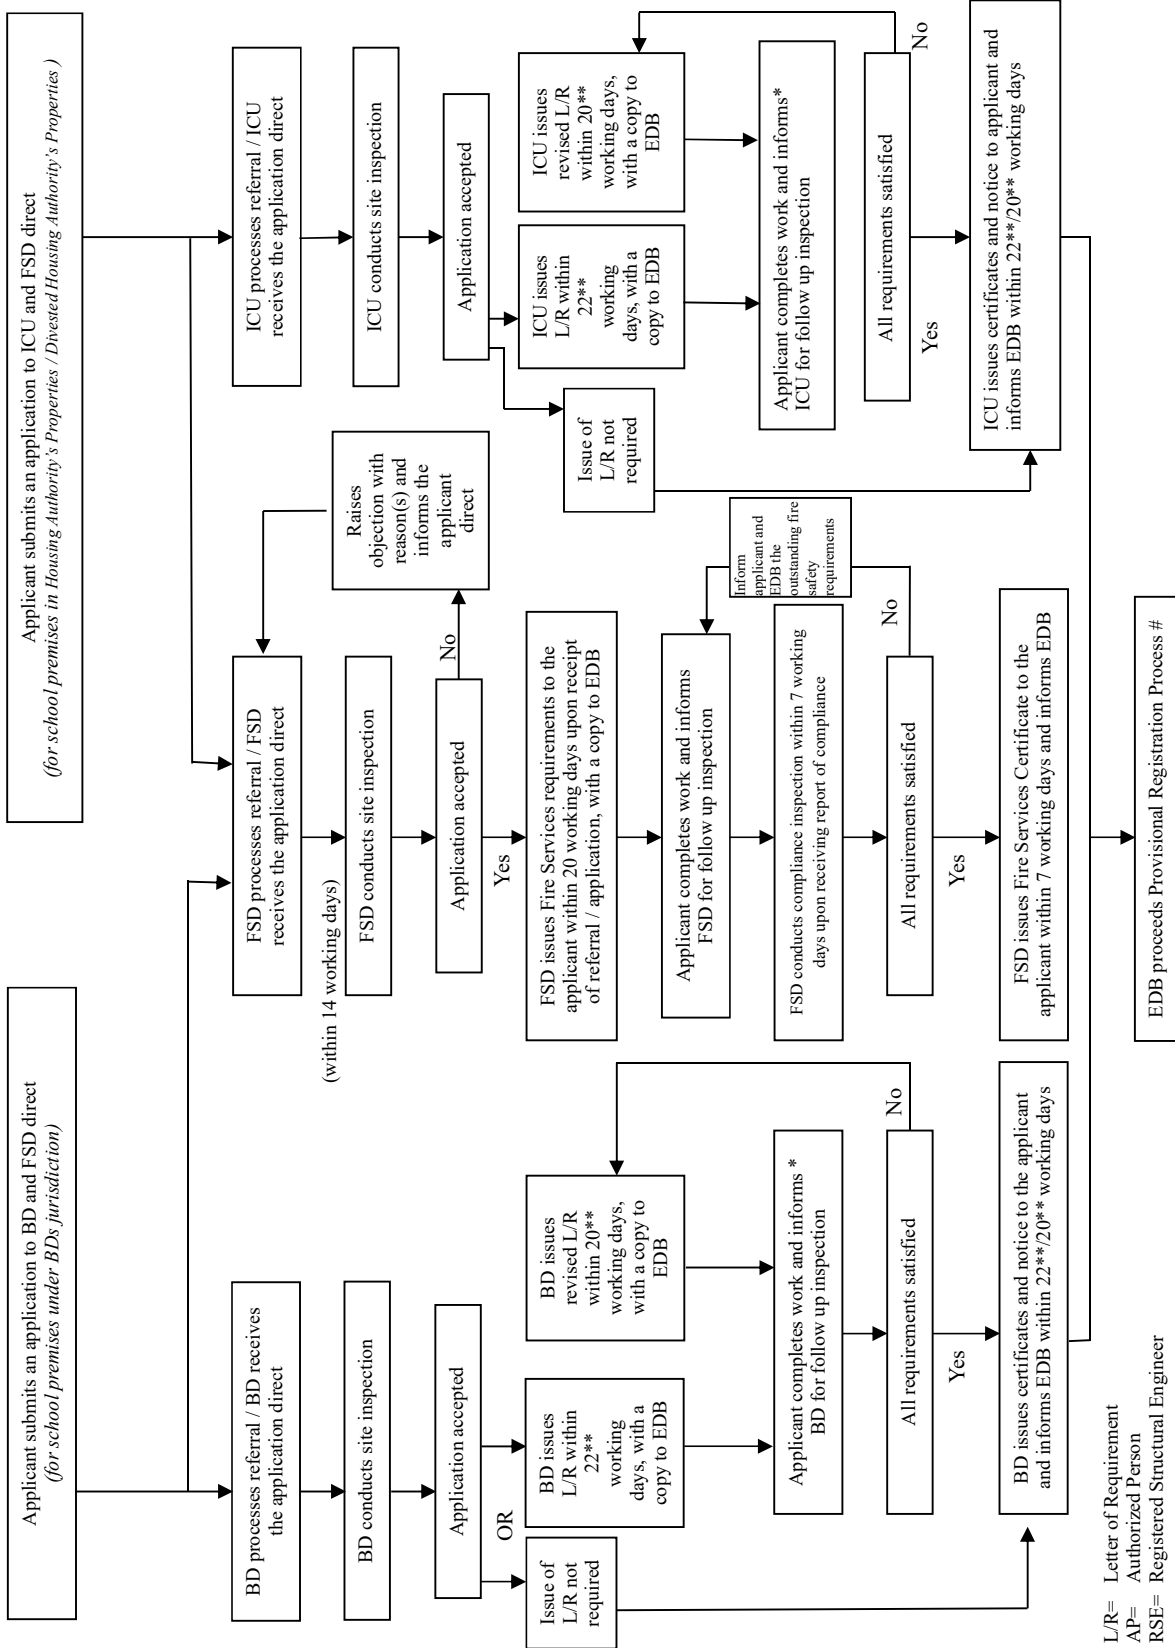 Applicant submits an application to BD and FSD direct
(for school premises under BDs jurisdiction)
Applicant submits an application to ICU and FSD direct
(for school premises in Housing Authority's Properties / Divested Housing Authority's Properties )
BD processes referral / BD receives
the application direct
BD conducts site inspection
Application accepted
OR
Issue of
L/R not
required
BD issues
L/R within
22**
working
days, with a
copy to EDB
BD issues
revised L/R
within 20**
working days,
with a copy to
EDB
Applicant completes work and informs *
BD for follow up inspection
All requirements satisfied
No
Yes
BD issues certificates and notice to the applicant
and informs EDB within 22**/20** working days
FSD processes referral / FSD
receives the application direct
(within 14 working days)
FSD conducts site inspection
Application accepted
No
Raises
objection with
reason(s) and
informs the
applicant
direct
Yes
FSD issues Fire Services requirements to the
applicant within 20 working days upon receipt
of referral / application, with a copy to EDB
Applicant completes work and informs
FSD for follow up inspection
Inform
applicant and
EDB the
outstanding fire
safety
requirements
FSD conducts compliance inspection within 7 working
days upon receiving report of compliance
All requirements satisfied
No
Yes
FSD issues Fire Services Certificate to the
applicant within 7 working days and informs EDB
ICU processes referral / ICU
receives the application direct
ICU conducts site inspection
Application accepted
Issue of
L/R not
required
ICU issues
L/R within
22**
working
days, with a
copy to EDB
ICU issues
revised L/R
within 20**
working days,
with a copy to
EDB
Applicant completes work and informs*
ICU for follow up inspection
All requirements satisfied
No
Yes
ICU issues certificates and notice to applicant and
informs EDB within 22**/20** working days
EDB proceeds Provisional Registration Process #
L/R= Letter of Requirement
AP= Authorized Person
RSE= Registered Structural Engineer